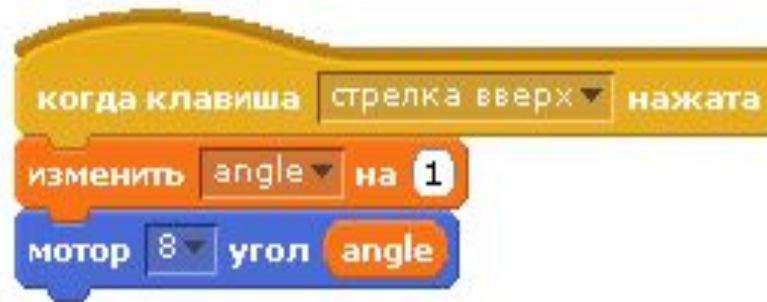 когда клавиша стрелка вверх нажата
изменить angle на 1
мотор 8 угол angle